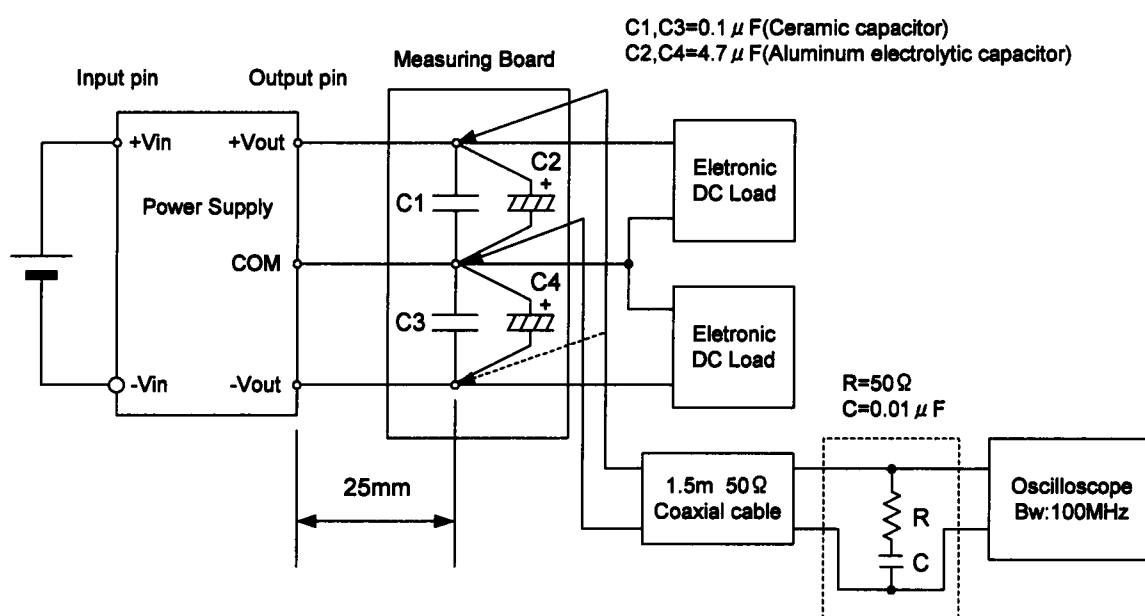 C1,C3=0.1μF(Ceramic capacitor)
C2,C4=4.7μF(Aluminum electrolytic capacitor)
Measuring Board
Input pin
Output pin
+Vin
+Vout
Power Supply
COM
-Vin
-Vout
C1
C2
+
C3
C4
+
Eletronic
DC Load
Eletronic
DC Load
25mm
R=50Ω
C=0.01μF
1.5m 50Ω
Coaxial cable
R
C
Oscilloscope
Bw:100MHz